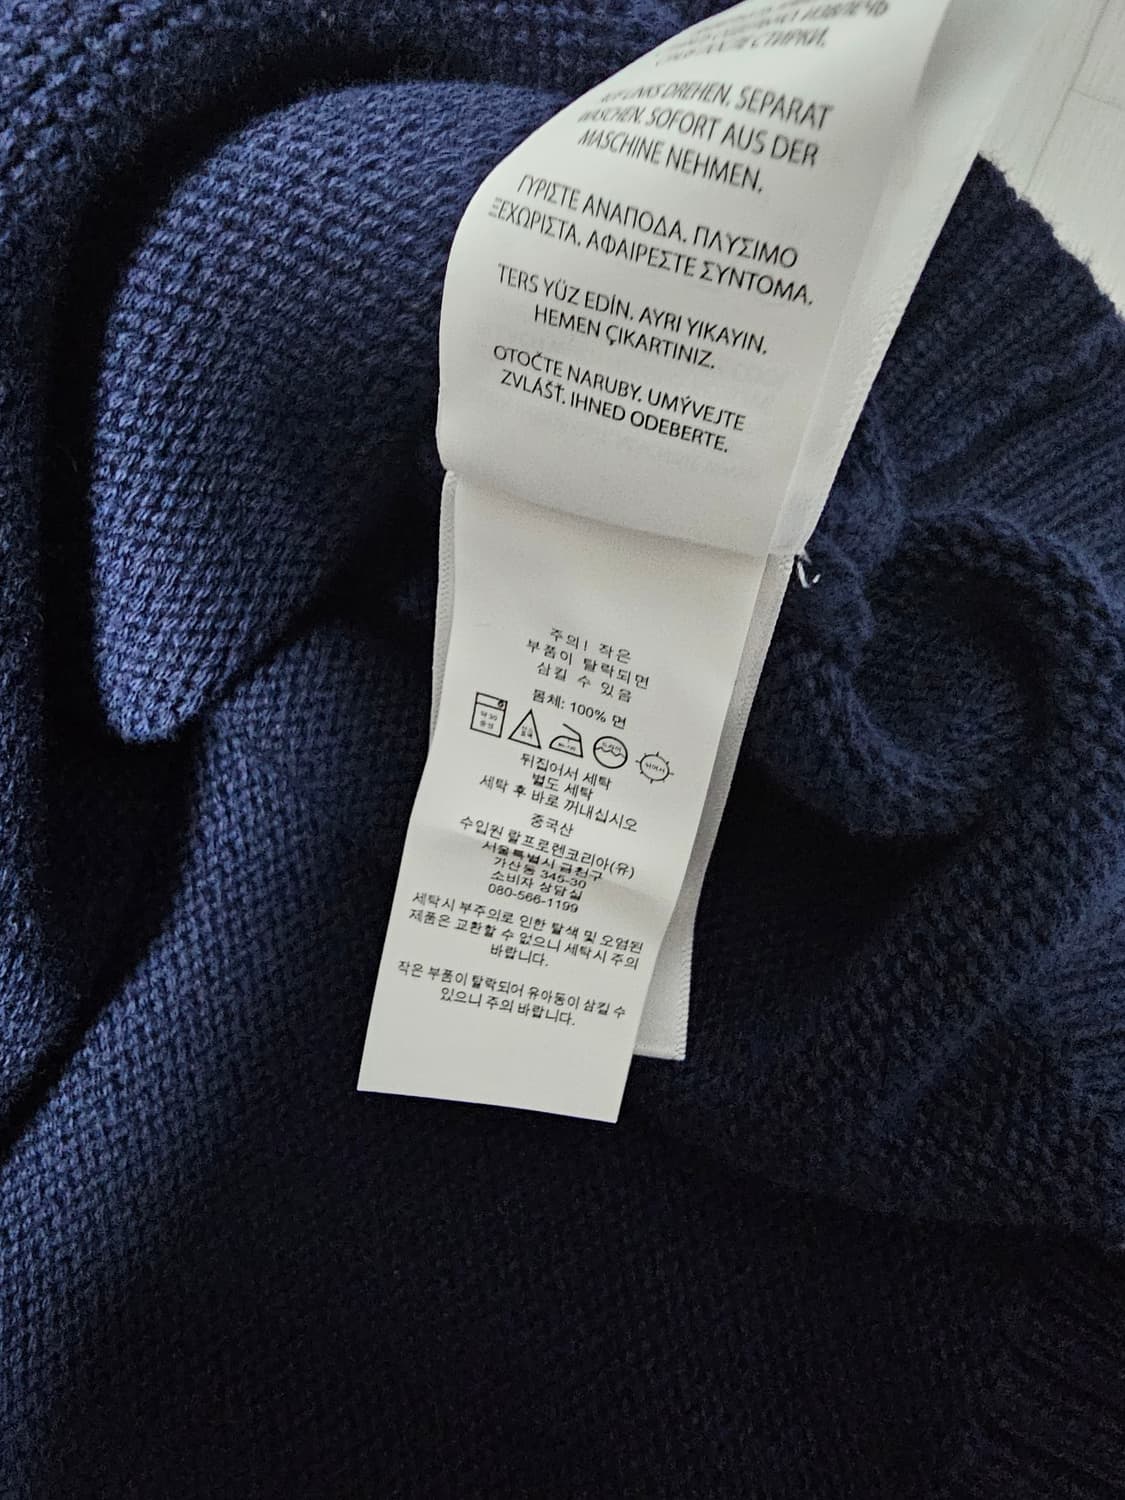 СТИРКИ.
DREHEN. SEPARAT
WASCHEN. SOFORT AUS DER
MASCHINE NEHMEN.
ΓΥΡΙΣΤΕ ΑΝΑΠΟΔΑ. ΠΛΥΣΙΜΟ
ΞΕΧΩΡΙΣΤΑ. ΑΦΑΙΡΕΣΤΕ ΣΥΝΤΟΜΑ.
TERS YÜZ EDİN. AYRI YIKAYIN.
HEMEN ÇIKARTINIZ.
OTOČTE NARUBY. UMÝVEJTE
ZVLÁŠŤ. IHNED ODEBERTE.
주의! 작은
부품이 탈락되면
삼킬 수 있음
몸체: 100% 면
뒤집어서 세탁
별도 세탁
세탁 후 바로 꺼내십시오
중국산
수입원 랄프로렌코리아(유)
서울특별시 금천구
가산동 345-30
소비자 상담실
080-566-1199
세탁시 부주의로 인한 탈색 및 오염된
제품은 교환할 수 없으니 세탁시 주의
바랍니다.
작은 부품이 탈락되어 유아동이 삼킬 수
있으니 주의 바랍니다.